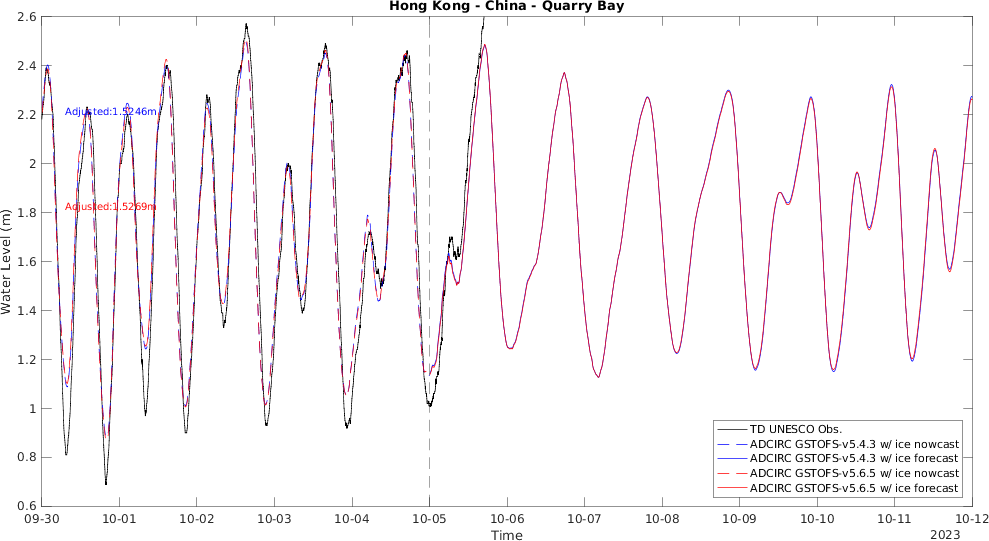 Hong Kong - China - Quarry Bay
2.6
2.4
2.2
2
1.8
1.6
1.4
1.2
1
0.8
0.6
Water Level (m)
Adjusted:1.5246m
Adjusted:1.5269m
TD UNESCO Obs.
ADCIRC GSTOFS-v5.4.3 w/ ice nowcast
ADCIRC GSTOFS-v5.4.3 w/ ice forecast
ADCIRC GSTOFS-v5.6.5 w/ ice nowcast
ADCIRC GSTOFS-v5.6.5 w/ ice forecast
09-30 10-01 10-02 10-03 10-04 10-05 10-06 10-07 10-08 10-09 10-10 10-11 10-12
Time
2023